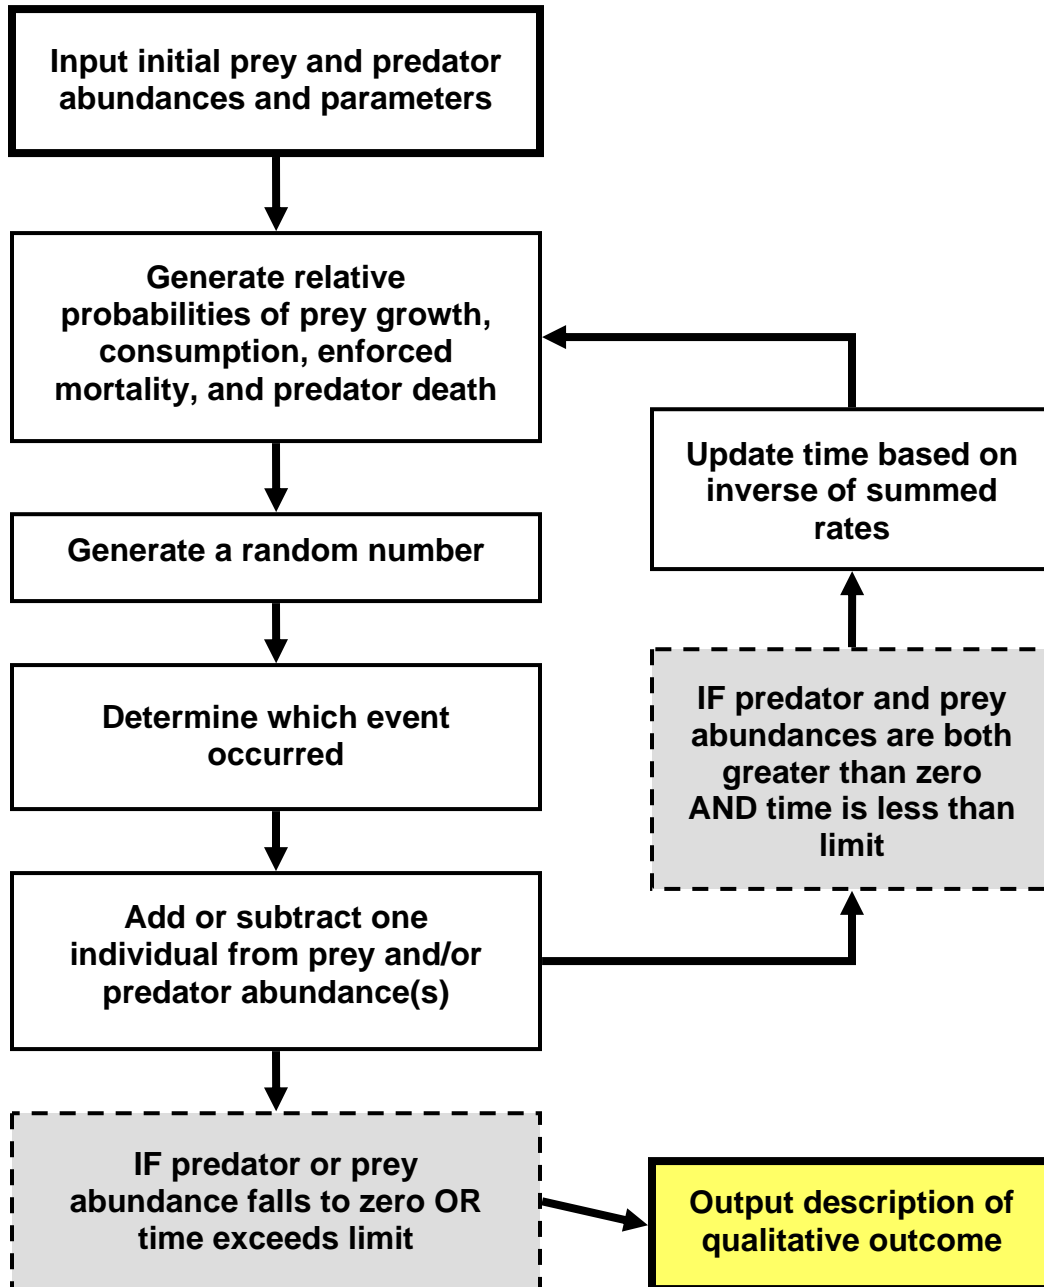 Input initial prey and predator
abundances and parameters
Generate relative
probabilities of prey growth,
consumption, enforced
mortality, and predator death
Generate a random number
Determine which event
occurred
Add or subtract one
individual from prey and/or
predator abundance(s)
IF predator or prey
abundance falls to zero OR
time exceeds limit
Update time based on
inverse of summed
rates
IF predator and prey
abundances are both
greater than zero
AND time is less than
limit
Output description of
qualitative outcome